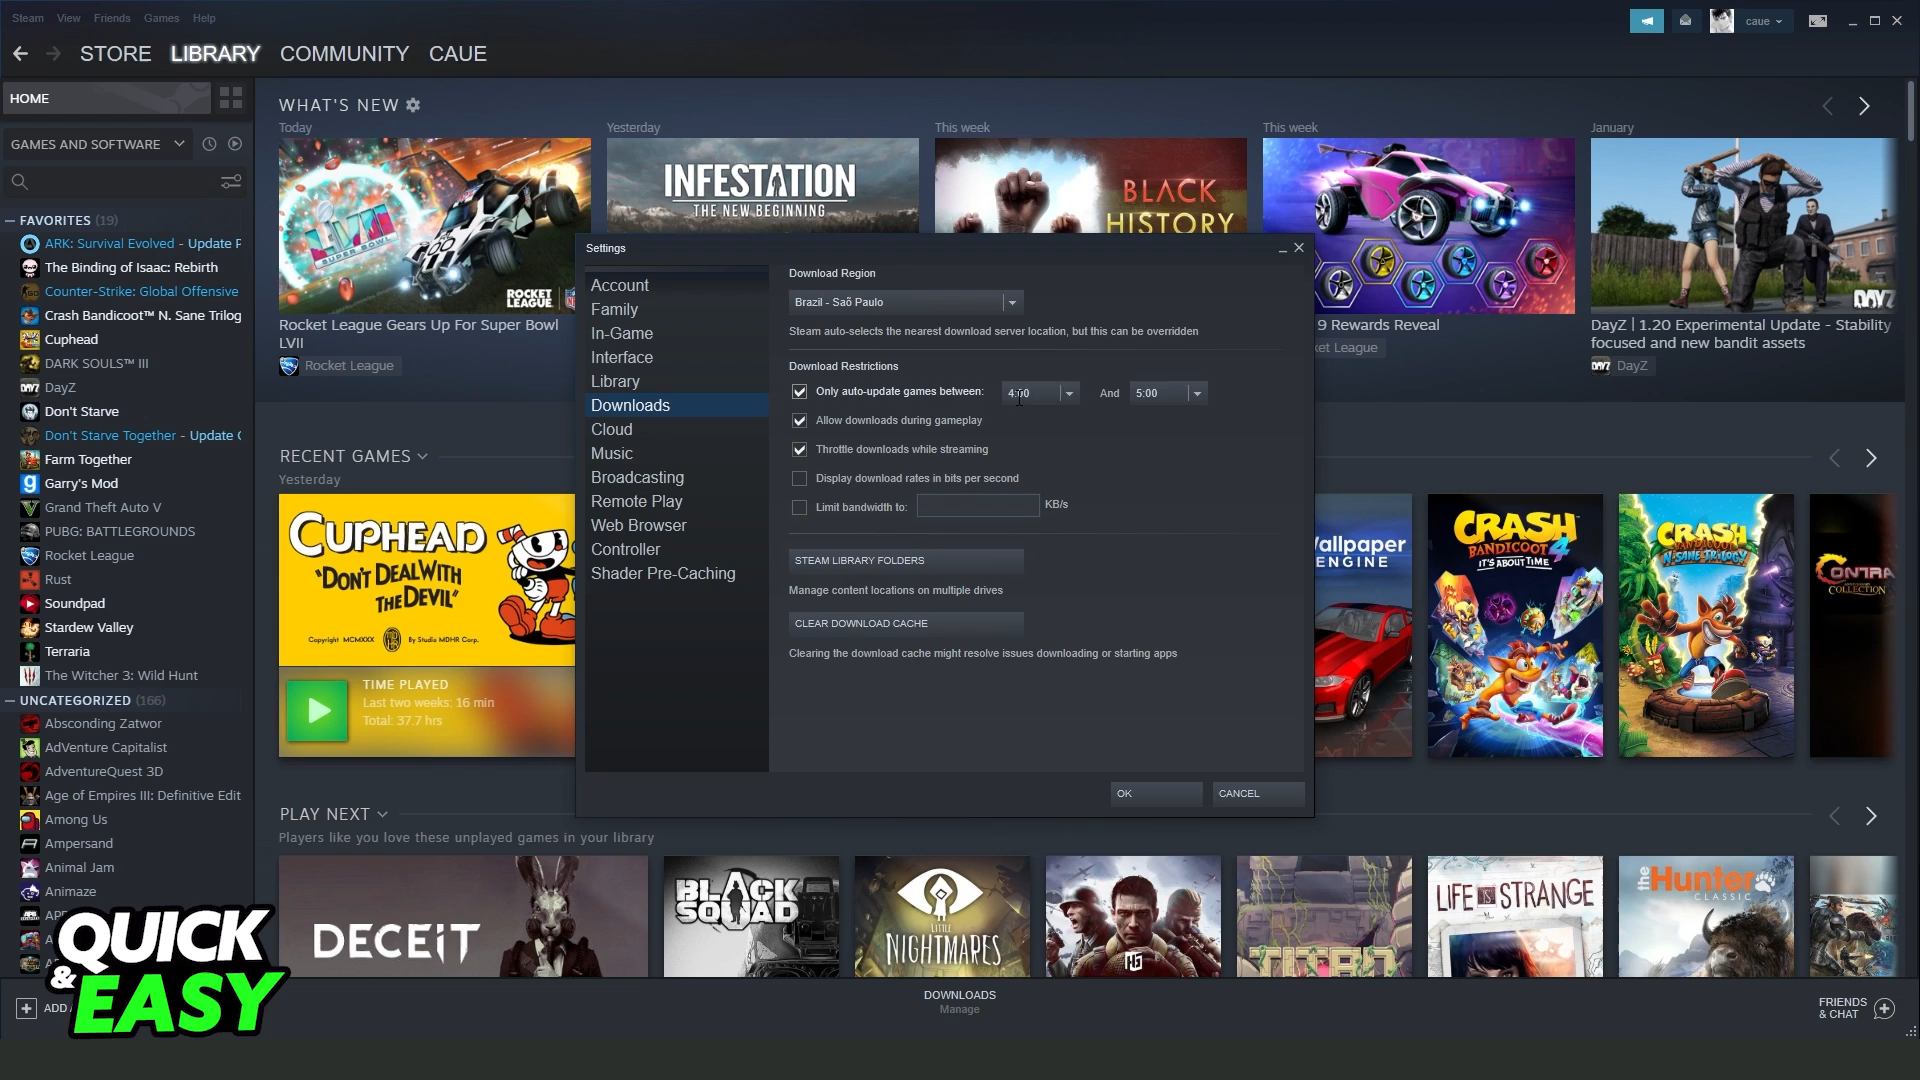 Steam View Friends Games Help
caue
STORE LIBRARY COMMUNITY CAUE
HOME
GAMES AND SOFTWARE
FAVORITES (19)
ARK: Survival Evolved - Update
The Binding of Isaac: Rebirth
Counter-Strike: Global Offensive
Crash Bandicoot™ N. Sane Trilog
Cuphead
DARK SOULS™ III
DayZ
Don't Starve
Don't Starve Together - Update
Farm Together
Garry's Mod
Grand Theft Auto V
PUBG: BATTLEGROUNDS
Rocket League
Rust
Soundpad
Stardew Valley
Terraria
The Witcher 3: Wild Hunt
UNCATEGORIZED (166)
Absconding Zatwor
AdVenture Capitalist
AdventureQuest 3D
Age of Empires III: Definitive Edit
Among Us
Ampersand
Animal Jam
Animaze
QUICK
& EASY
ADD
WHAT'S NEW
Today
Yesterday
This week
This week
January
SUPER BOWL
ROCKET
LEAGUE
INFESTATION
THE NEW BEGINNING
BLACK
HISTORY
DAYZ
Rocket League Gears Up For Super Bowl
LVII
Rocket League
9 Rewards Reveal
League
DayZ | 1.20 Experimental Update - Stability
focused and new bandit assets
DayZ
Settings
Account
Family
In-Game
Interface
Library
Downloads
Cloud
Music
Broadcasting
Remote Play
Web Browser
Controller
Shader Pre-Caching
Download Region
Brazil - Saõ Paulo
Steam auto-selects the nearest download server location, but this can be overridden
Download Restrictions
Only auto-update games between: 4:00 And 5:00
Allow downloads during gameplay
Throttle downloads while streaming
Display download rates in bits per second
Limit bandwidth to: KB/s
STEAM LIBRARY FOLDERS
Manage content locations on multiple drives
CLEAR DOWNLOAD CACHE
Clearing the download cache might resolve issues downloading or starting apps
OK CANCEL
RECENT GAMES
Yesterday
CUPHEAD
"DON'T DEAL WITH
THE DEVIL"
Copyright MCMXXX By Studio MDHR Corp.
TIME PLAYED
Last two weeks: 16 min
Total: 37.7 hrs
allpaper
ENGINE
CRASH
BANDICOOT 4
IT'S ABOUT TIME
CRASH
BANDICOOT
N. SANE TRILOGY
CONTRA
COLLECTION
PLAY NEXT
Players like you love these unplayed games in your library
DECEIT
BLACK
SQUAD
LITTLE
NIGHTMARES
LIFE IS STRANGE
theHunter
CLASSIC
DOWNLOADS
Manage
FRIENDS
& CHAT